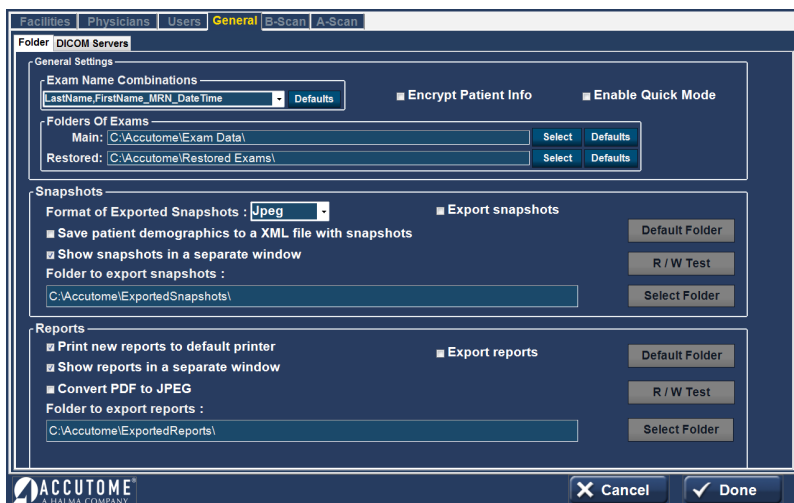 Facilities Physicians Users General B-Scan A-Scan
Folder DICOM Servers
General Settings
Exam Name Combinations
LastName,FirstName_MRN_DateTime Defaults Encrypt Patient Info Enable Quick Mode
Folders Of Exams
Main: C:\Accutome\Exam Data\ Select Defaults
Restored: C:\Accutome\Restored Exams\ Select Defaults
Snapshots
Format of Exported Snapshots : Jpeg Export snapshots
Save patient demographics to a XML file with snapshots Default Folder
Show snapshots in a separate window
R / W Test
Folder to export snapshots :
C:\Accutome\ExportedSnapshots\ Select Folder
Reports
Print new reports to default printer
Export reports Default Folder
Show reports in a separate window
Convert PDF to JPEG R / W Test
Folder to export reports :
C:\Accutome\ExportedReports\ Select Folder
ACCUTOME®
A HALMA COMPANY
Cancel Done